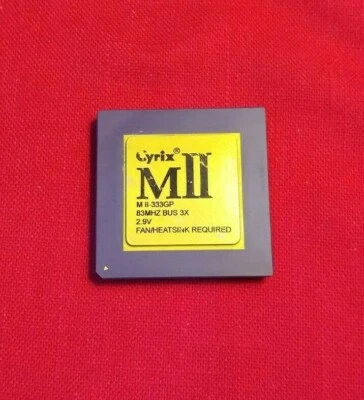 Cyrix®
MII
M II-333GP
83MHZ BUS 3X
2.9V
FAN/HEATSINK REQUIRED